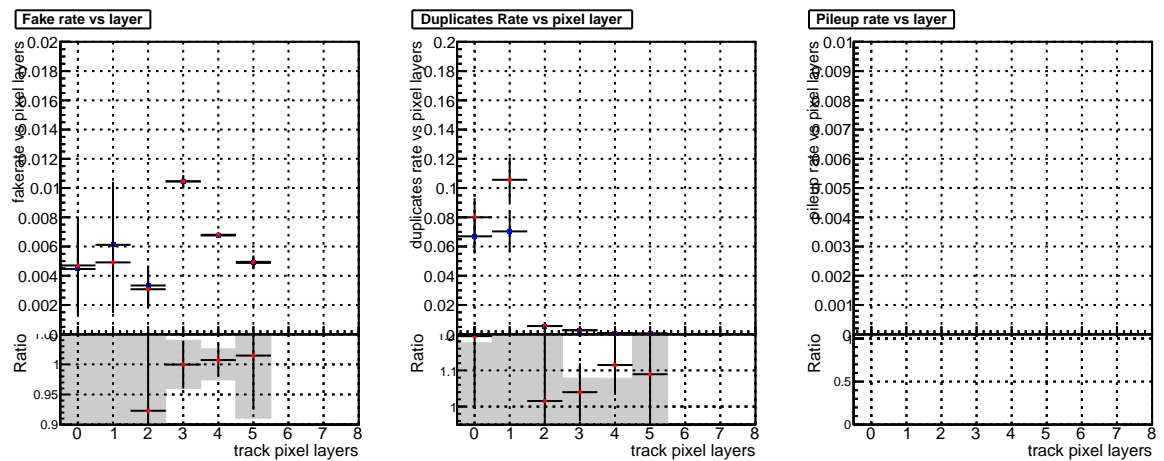 Fake rate vs layer
fakerate vs pixel layers
0.02
0.018
0.016
0.014
0.012
0.01
0.008
0.006
0.004
0.002
0
Ratio
1
0.95
0.9
0 1 2 3 4 5 6 7 8
track pixel layers
Duplicates Rate vs pixel layer
duplicates rate vs pixel layers
0.2
0.18
0.16
0.14
0.12
0.1
0.08
0.06
0.04
0.02
0
Ratio
1.1
1
0 1 2 3 4 5 6 7 8
track pixel layers
Pileup rate vs layer
pileup rate vs pixel layers
0.01
0.009
0.008
0.007
0.006
0.005
0.004
0.003
0.002
0.001
0
Ratio
1
0.5
0
0 1 2 3 4 5 6 7 8
track pixel layers